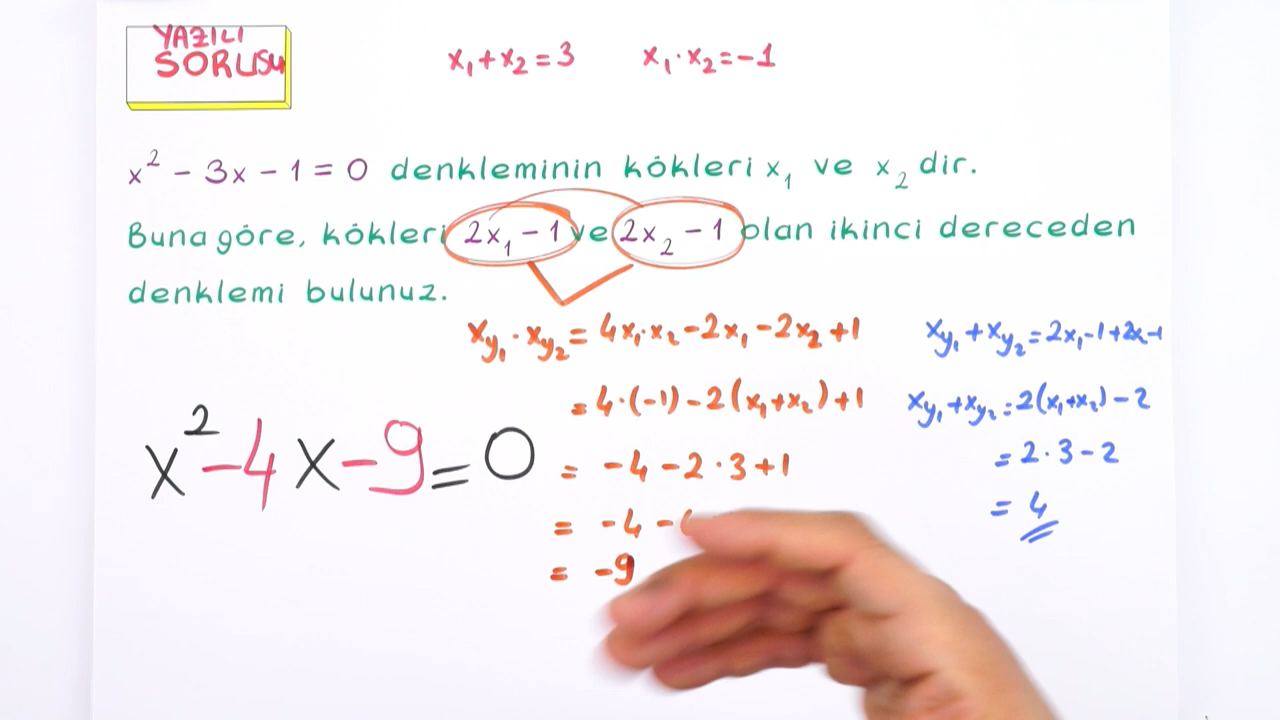 YAZILI
SORUSU
x₁+x₂=3 x₁·x₂=-1
x² - 3x - 1 = 0 denkleminin kökleri x₁ ve x₂ dir.
Buna göre, kökleri 2x₁ - 1 ve 2x₂ - 1 olan ikinci dereceden
denklemi bulunuz.
xy₁·xy₂=4x₁·x₂-2x₁-2x₂+1
=4·(-1)-2(x₁+x₂)+1
= -4-2·3+1
= -4-
= -9
xy₁+xy₂=2x₁-1+2x-1
xy₁+xy₂=2(x₁+x₂)-2
=2·3-2
=4
x²-4x-9=0